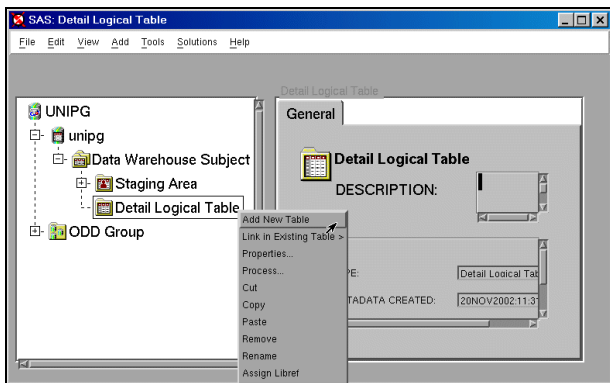 SAS: Detail Logical Table
File Edit View Add Tools Solutions Help
UNIPG
unipg
Data Warehouse Subject
Staging Area
Detail Logical Table
ODD Group
Add New Table
Link in Existing Table >
Properties...
Process...
Cut
Copy
Paste
Remove
Rename
Assign Libref
Detail Logical Table
General
Detail Logical Table
DESCRIPTION:
PE:
Detail Logical Tab
TADATA CREATED:
20NOV2002:11:3